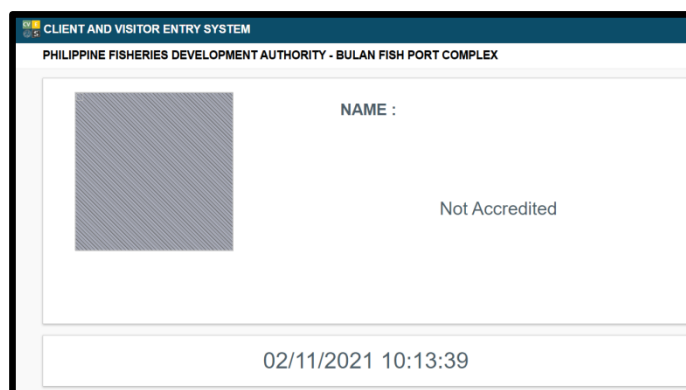 CLIENT AND VISITOR ENTRY SYSTEM
PHILIPPINE FISHERIES DEVELOPMENT AUTHORITY - BULAN FISH PORT COMPLEX
NAME :
Not Accredited
02/11/2021 10:13:39